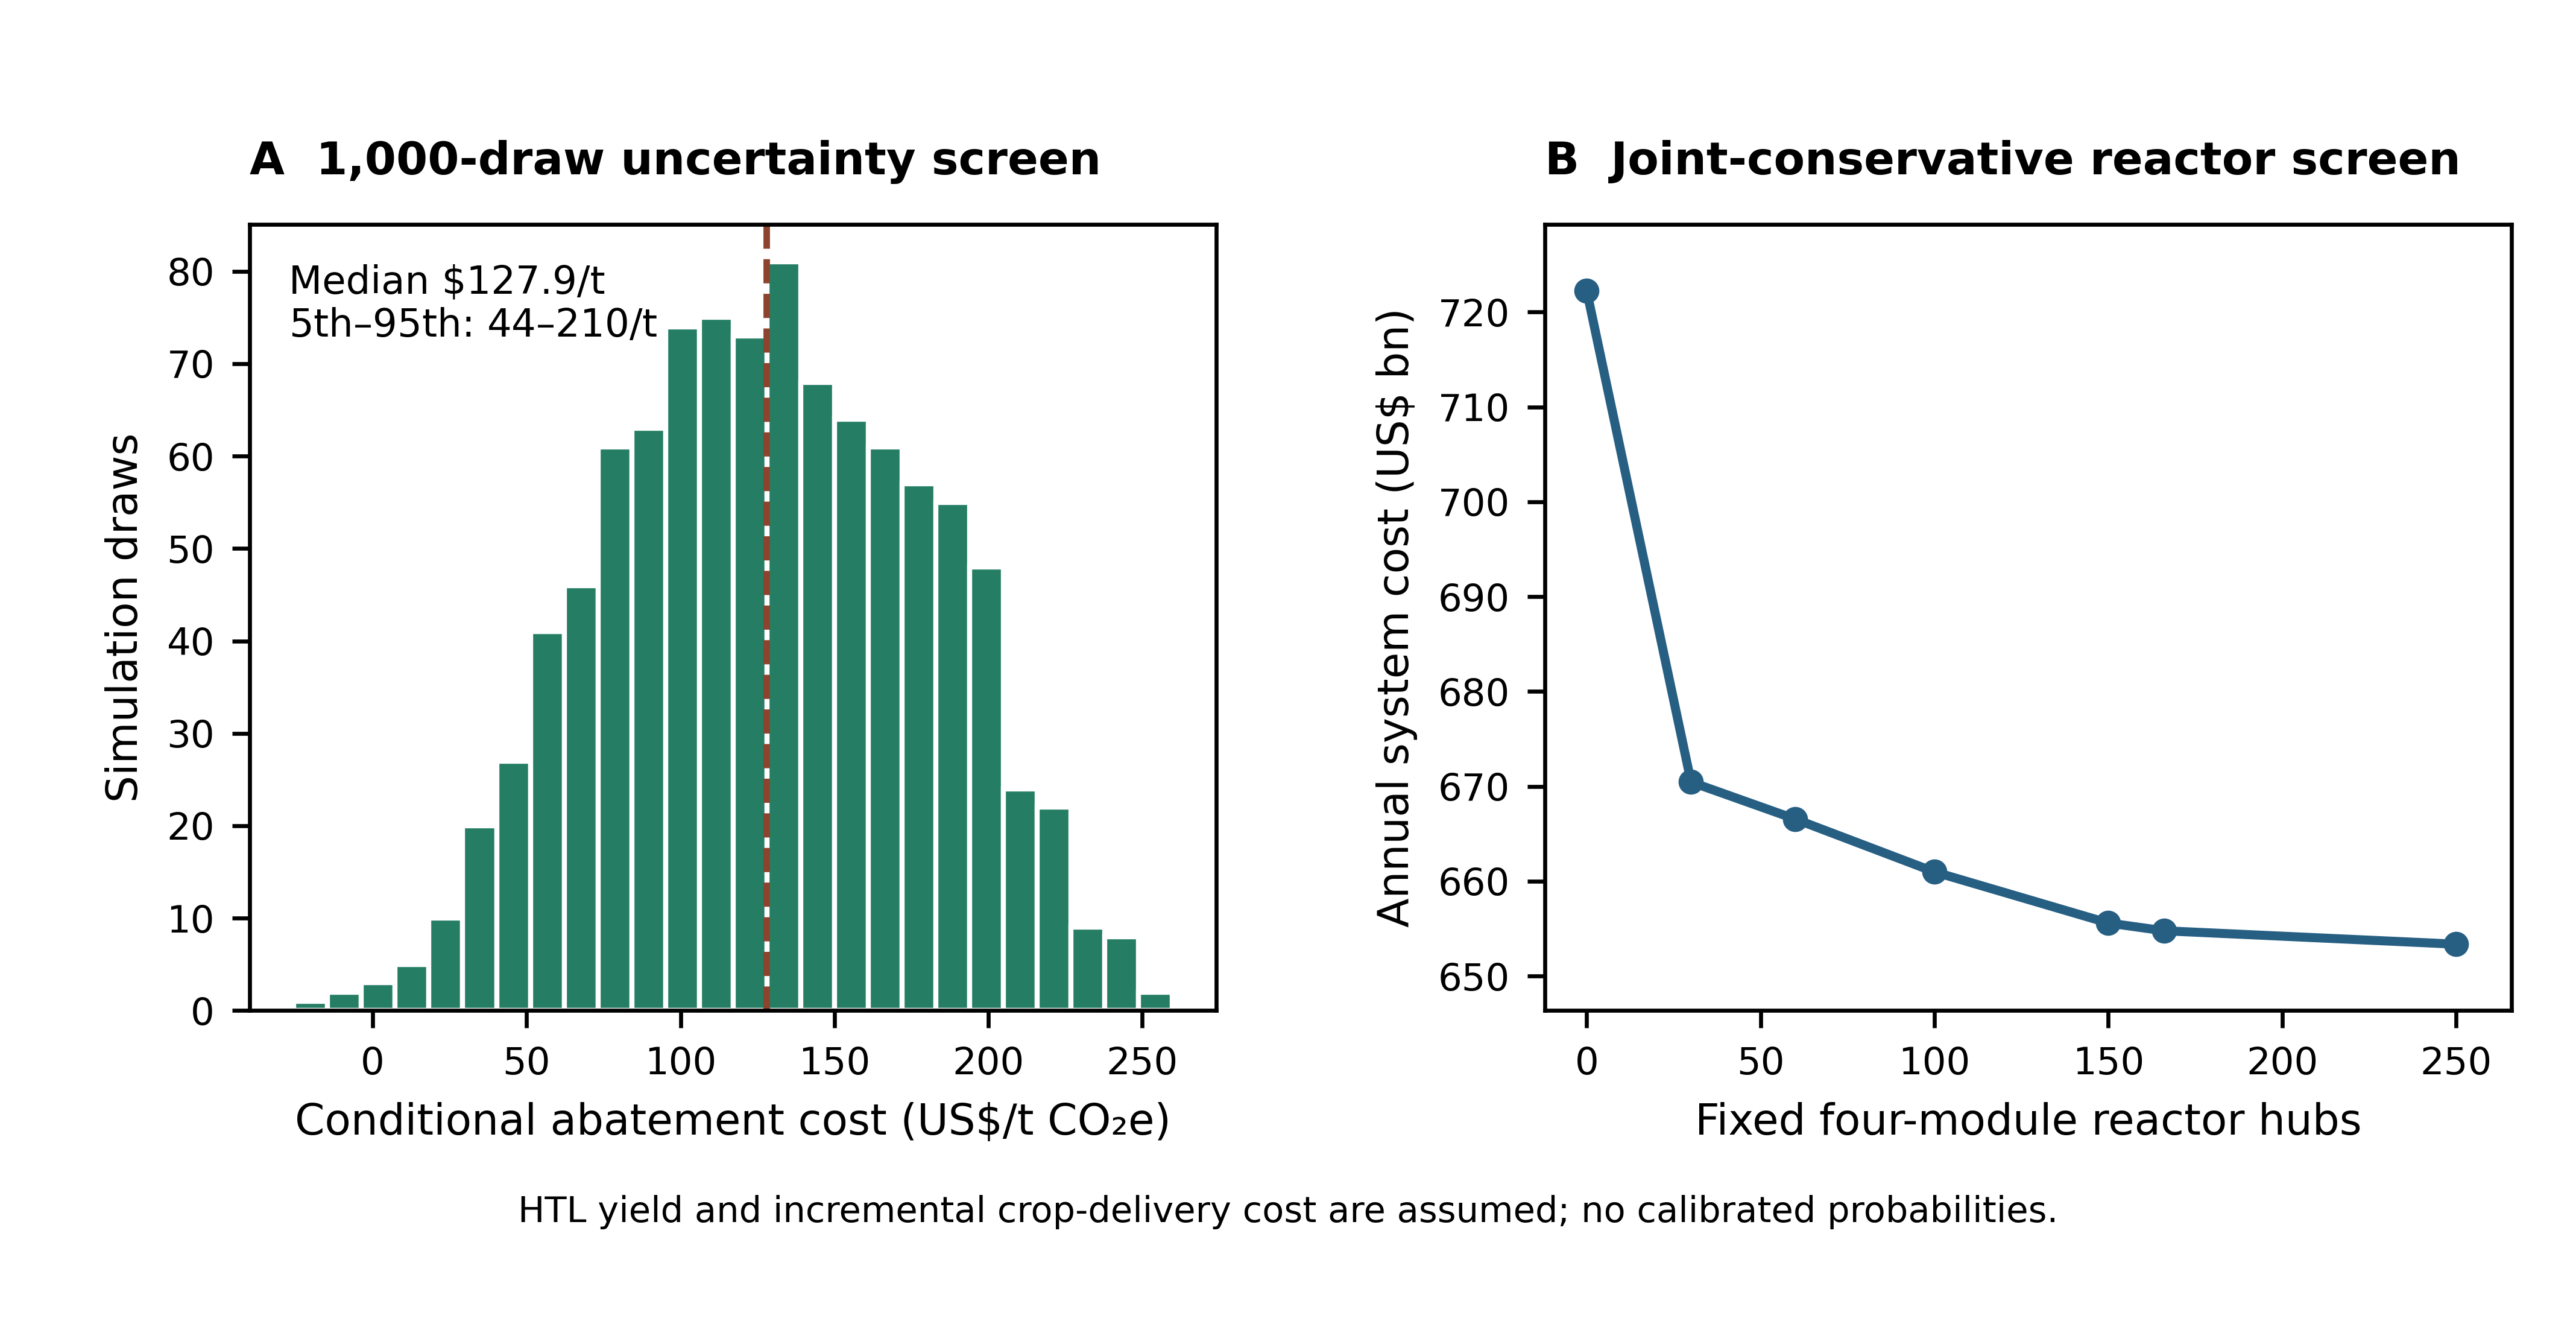 A 1,000-draw uncertainty screen
Median $127.9/t
5th–95th: 44–210/t
Simulation draws
80
70
60
50
40
30
20
10
0
0 50 100 150 200 250
Conditional abatement cost (US$/t CO₂e)
B Joint-conservative reactor screen
Annual system cost (US$ bn)
720
710
700
690
680
670
660
650
0 50 100 150 200 250
Fixed four-module reactor hubs
HTL yield and incremental crop-delivery cost are assumed; no calibrated probabilities.